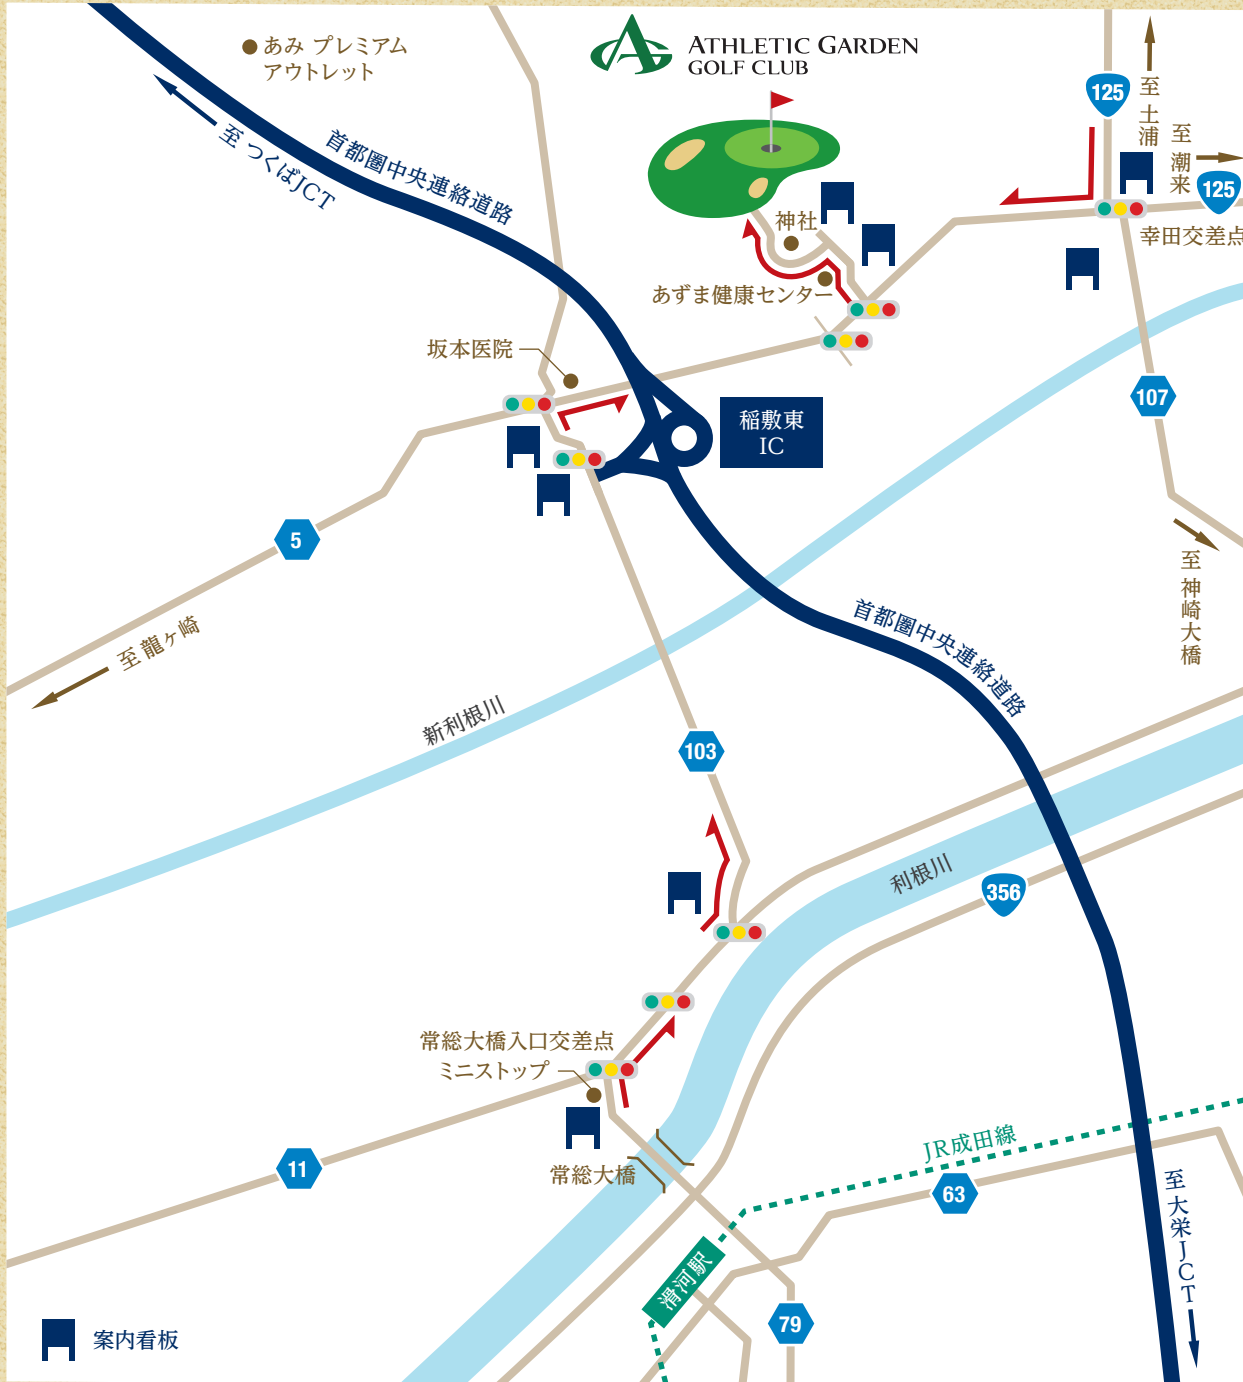 あみ プレミアム
アウトレット
ATHLETIC GARDEN
GOLF CLUB
125
至 土浦
至 潮来
125
至 つくばJCT
首都圏中央連絡道路
神社
幸田交差点
あずま健康センター
坂本医院
稲敷東
IC
107
5
至 神崎大橋
至 龍ヶ崎
首都圏中央連絡道路
新利根川
103
利根川
356
常総大橋入口交差点
ミニストップ
JR成田線
11
常総大橋
63
至 大栄JCT
滑河駅
79
案内看板